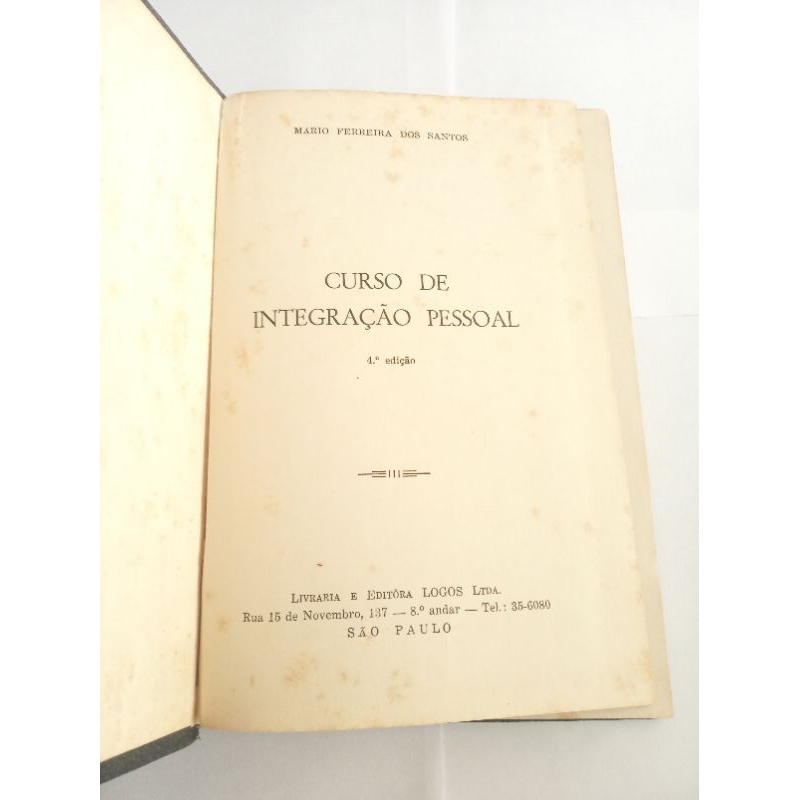 MARIO FERREIRA DOS SANTOS
CURSO DE
INTEGRAÇÃO PESSOAL
4.ª edição
LIVRARIA E EDITÔRA LOGOS LTDA.
Rua 15 de Novembro, 137 — 8.º andar — Tel.: 35-6080
SÃO PAULO